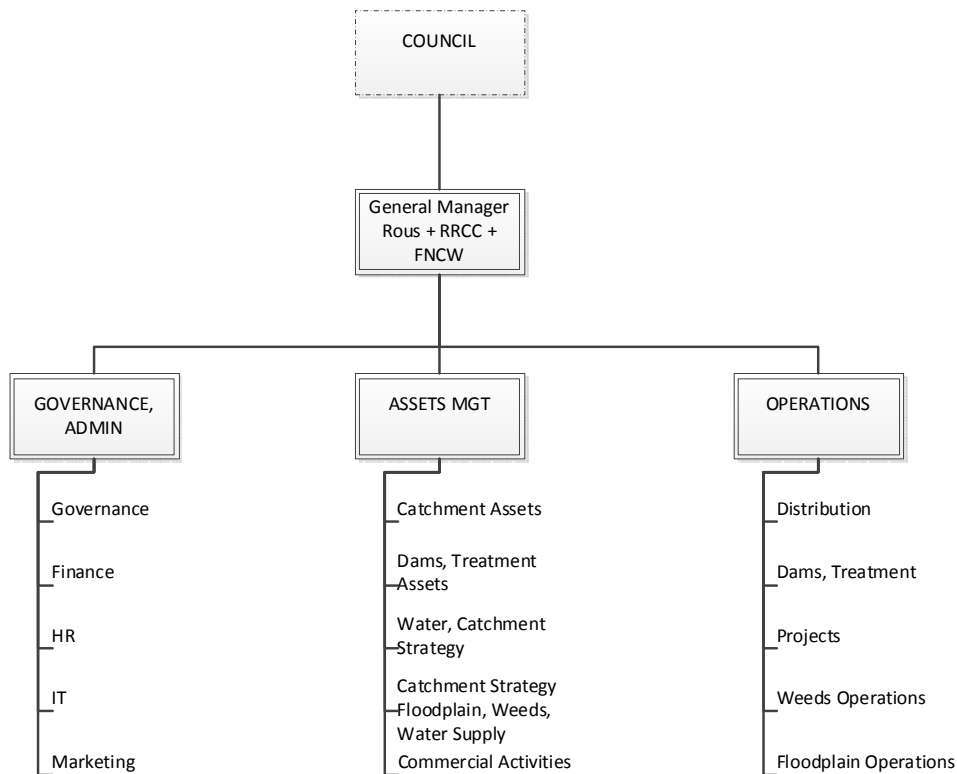 COUNCIL
General Manager
Rous + RRCC +
FNCW
GOVERNANCE,
ADMIN
ASSETS MGT
OPERATIONS
Governance
Finance
HR
IT
Marketing
Catchment Assets
Dams, Treatment
Assets
Water, Catchment
Strategy
Catchment Strategy
Floodplain, Weeds,
Water Supply
Commercial Activities
Distribution
Dams, Treatment
Projects
Weeds Operations
Floodplain Operations